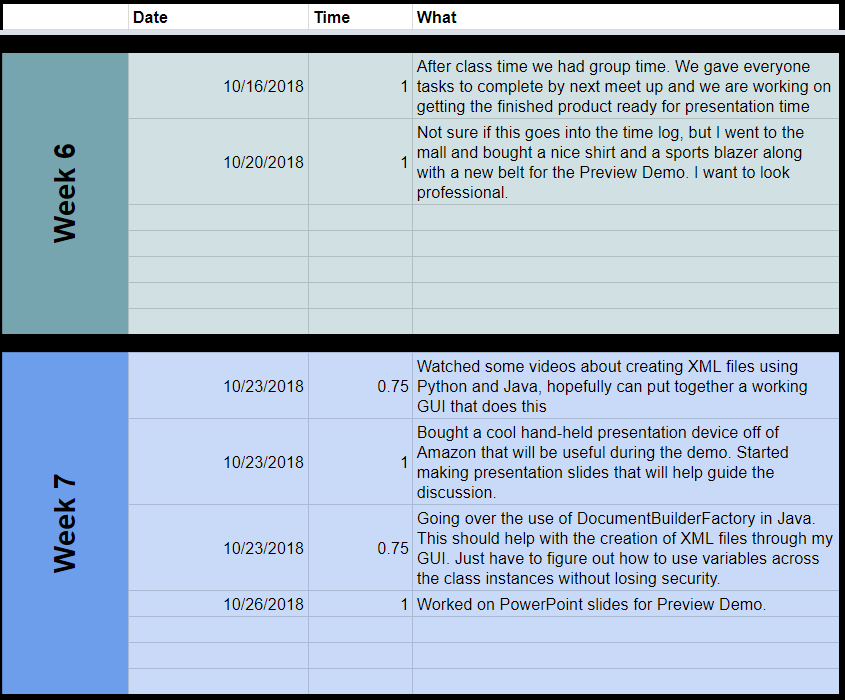 Date Time What
Week 6
10/16/2018 1 After class time we had group time. We gave everyone
tasks to complete by next meet up and we are working on
getting the finished product ready for presentation time
10/20/2018 1 Not sure if this goes into the time log, but I went to the
mall and bought a nice shirt and a sports blazer along
with a new belt for the Preview Demo. I want to look
professional.
Week 7
10/23/2018 0.75 Watched some videos about creating XML files using
Python and Java, hopefully can put together a working
GUI that does this
10/23/2018 1 Bought a cool hand-held presentation device off of
Amazon that will be useful during the demo. Started
making presentation slides that will help guide the
discussion.
10/23/2018 0.75 Going over the use of DocumentBuilderFactory in Java.
This should help with the creation of XML files through my
GUI. Just have to figure out how to use variables across
the class instances without losing security.
10/26/2018 1 Worked on PowerPoint slides for Preview Demo.